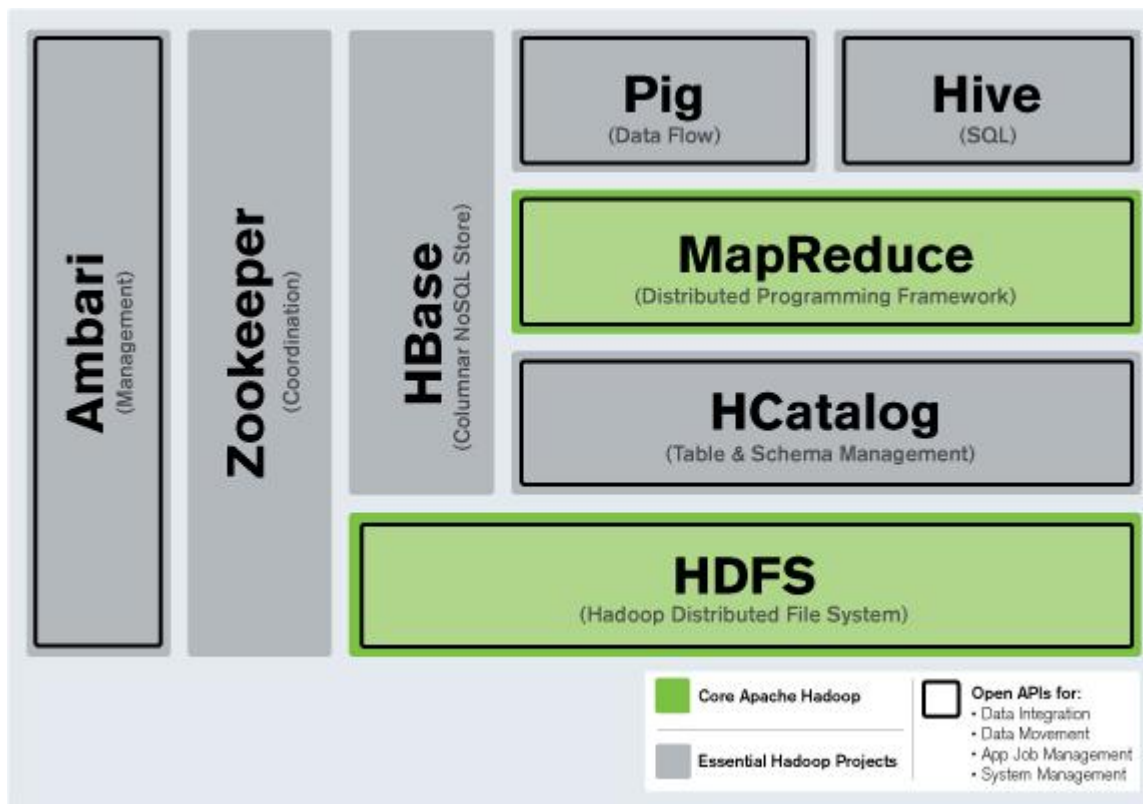 Ambari
(Management)
Zookeeper
(Coordination)
HBase
(Columnar NoSQL Store)
Pig
(Data Flow)
Hive
(SQL)
MapReduce
(Distributed Programming Framework)
HCatalog
(Table & Schema Management)
HDFS
(Hadoop Distributed File System)
Core Apache Hadoop
Essential Hadoop Projects
Open APIs for:
• Data Integration
• Data Movement
• App Job Management
• System Management